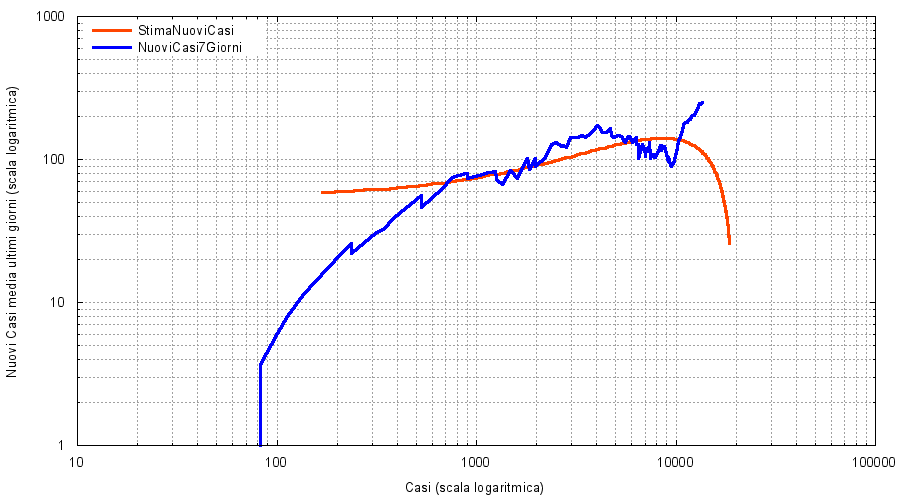 1000
StimaNuoviCasi
NuoviCasi7Giorni
100
10
1
Nuovi Casi media ultimi giorni (scala logaritmica)
10 100 1000 10000 100000
Casi (scala logaritmica)